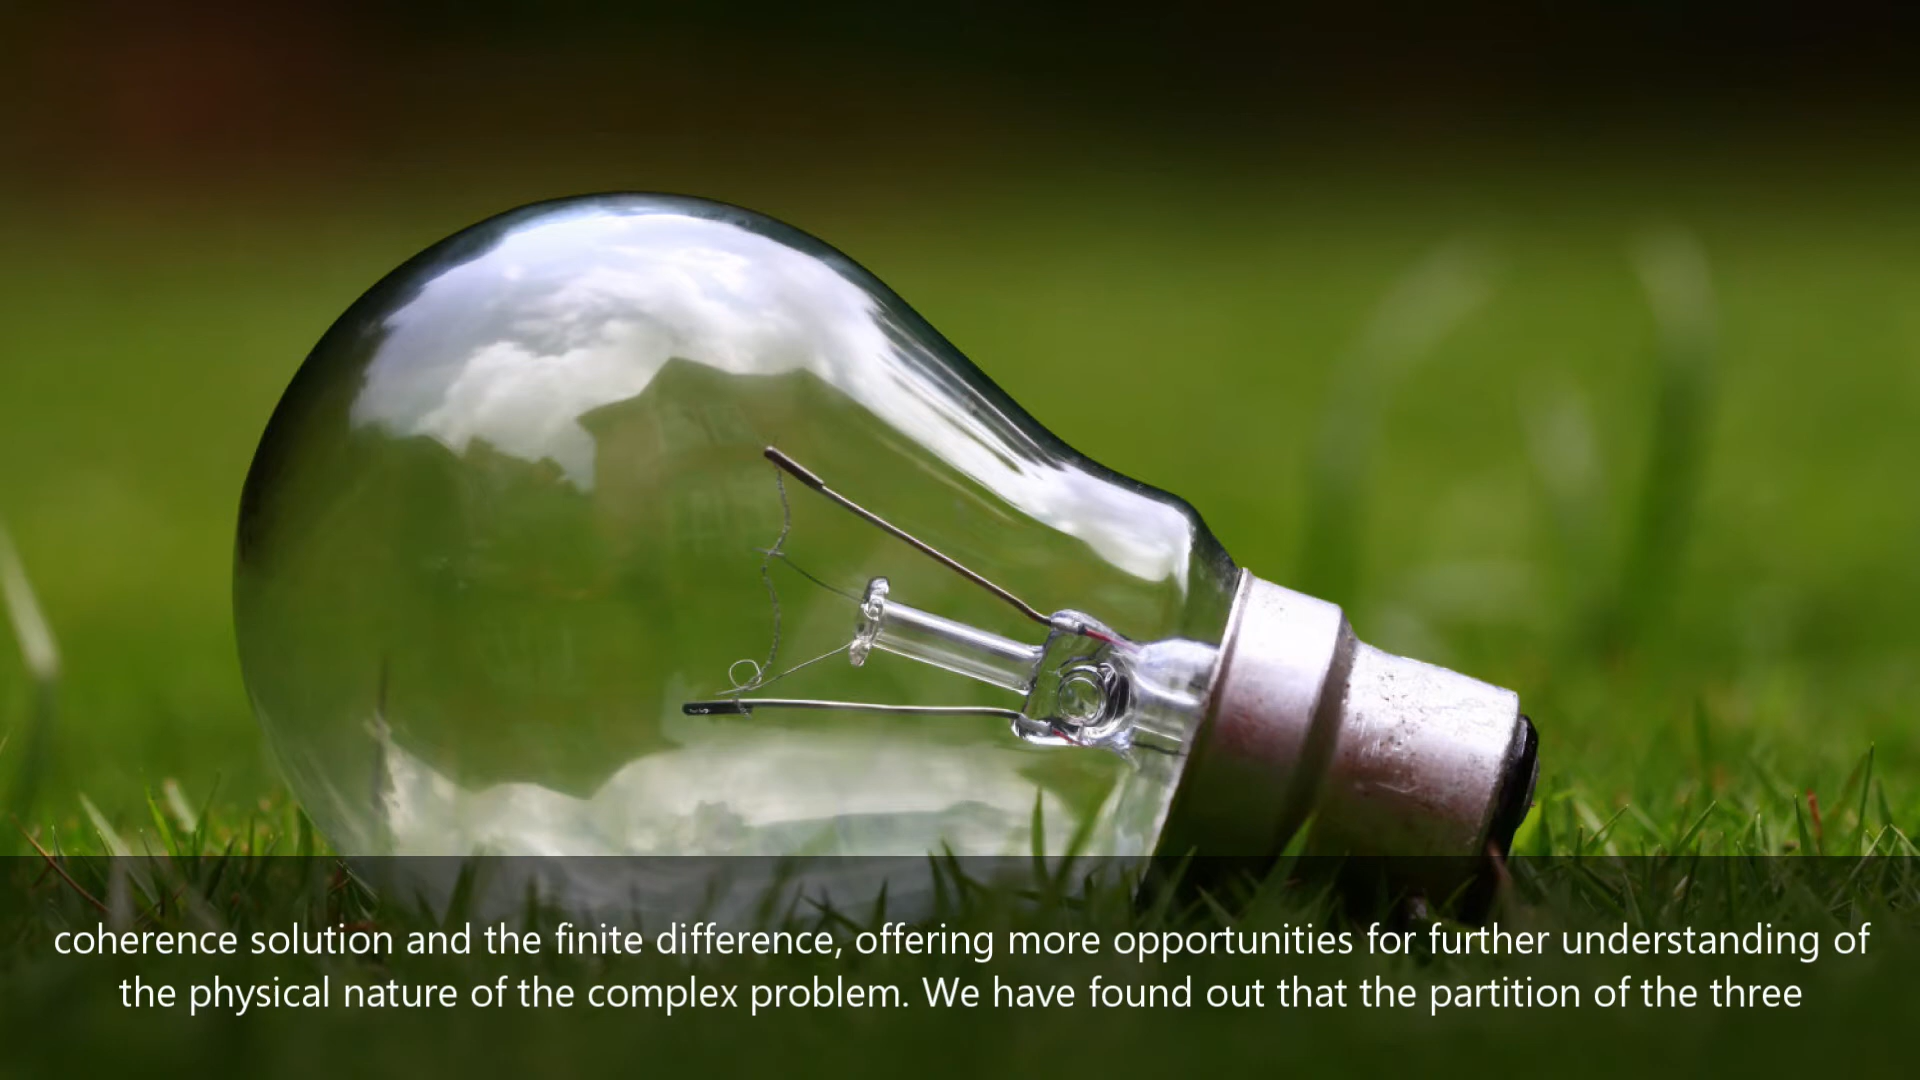 coherence solution and the finite difference, offering more opportunities for further understanding of
the physical nature of the complex problem. We have found out that the partition of the three